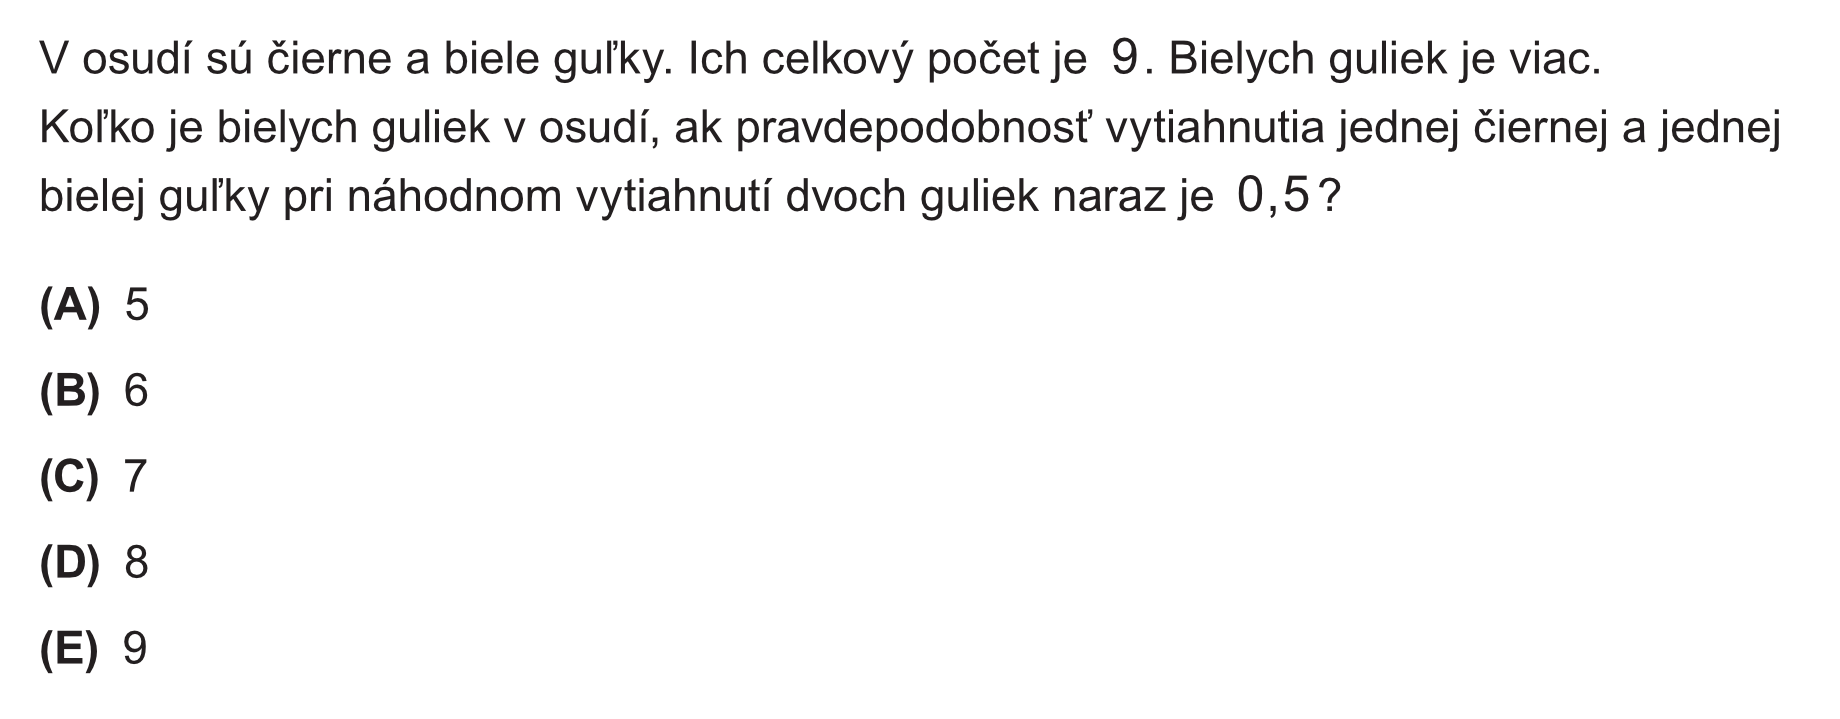 V osudí sú čierne a biele guľky. Ich celkový počet je 9. Bielych guliek je viac.
Koľko je bielych guliek v osudí, ak pravdepodobnosť vytiahnutia jednej čiernej a jednej
bielej guľky pri náhodnom vytiahnutí dvoch guliek naraz je 0,5?
(A) 5
(B) 6
(C) 7
(D) 8
(E) 9